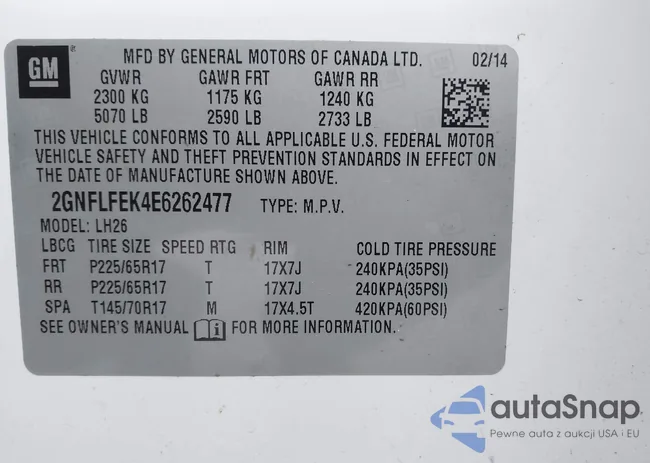 GM
MFD BY GENERAL MOTORS OF CANADA LTD. 02/14
GVWR GAWR FRT GAWR RR
2300 KG 1175 KG 1240 KG
5070 LB 2590 LB 2733 LB
THIS VEHICLE CONFORMS TO ALL APPLICABLE U.S. FEDERAL MOTOR
VEHICLE SAFETY AND THEFT PREVENTION STANDARDS IN EFFECT ON
THE DATE OF MANUFACTURE SHOWN ABOVE.
2GNFLFEK4E6262477 TYPE: M.P.V.
MODEL: LH26
LBCG TIRE SIZE SPEED RTG RIM COLD TIRE PRESSURE
FRT P225/65R17 T 17X7J 240KPA(35PSI)
RR P225/65R17 T 17X7J 240KPA(35PSI)
SPA T145/70R17 M 17X4.5T 420KPA(60PSI)
SEE OWNER'S MANUAL i FOR MORE INFORMATION.
autaSnap
Pewne auta z aukcji USA i EU